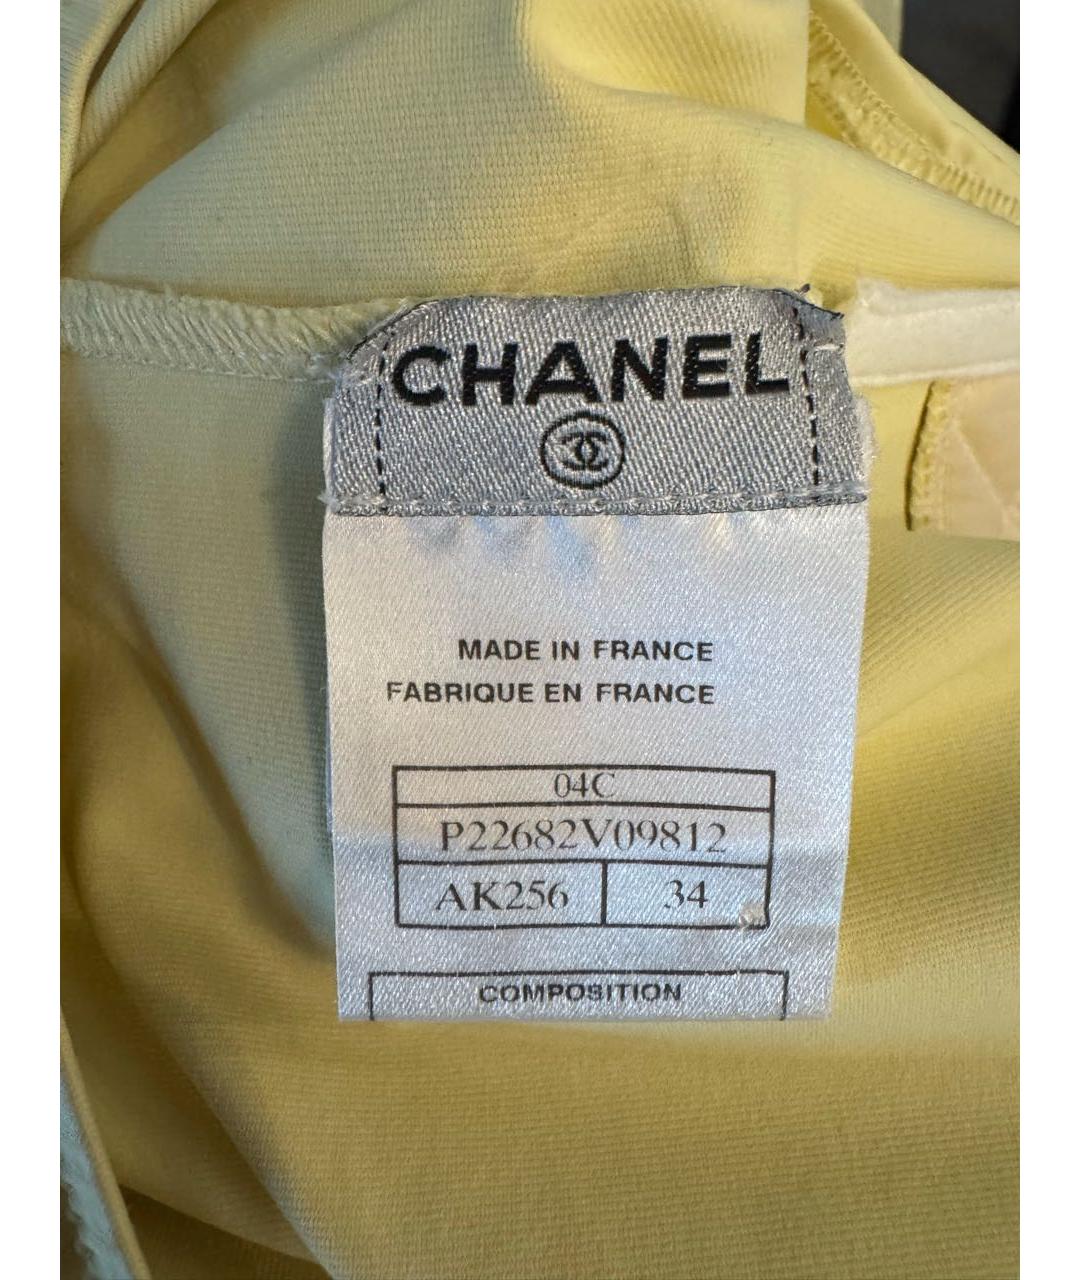 CHANEL
MADE IN FRANCE
FABRIQUE EN FRANCE
04C
P22682V09812
AK256 34
COMPOSITION